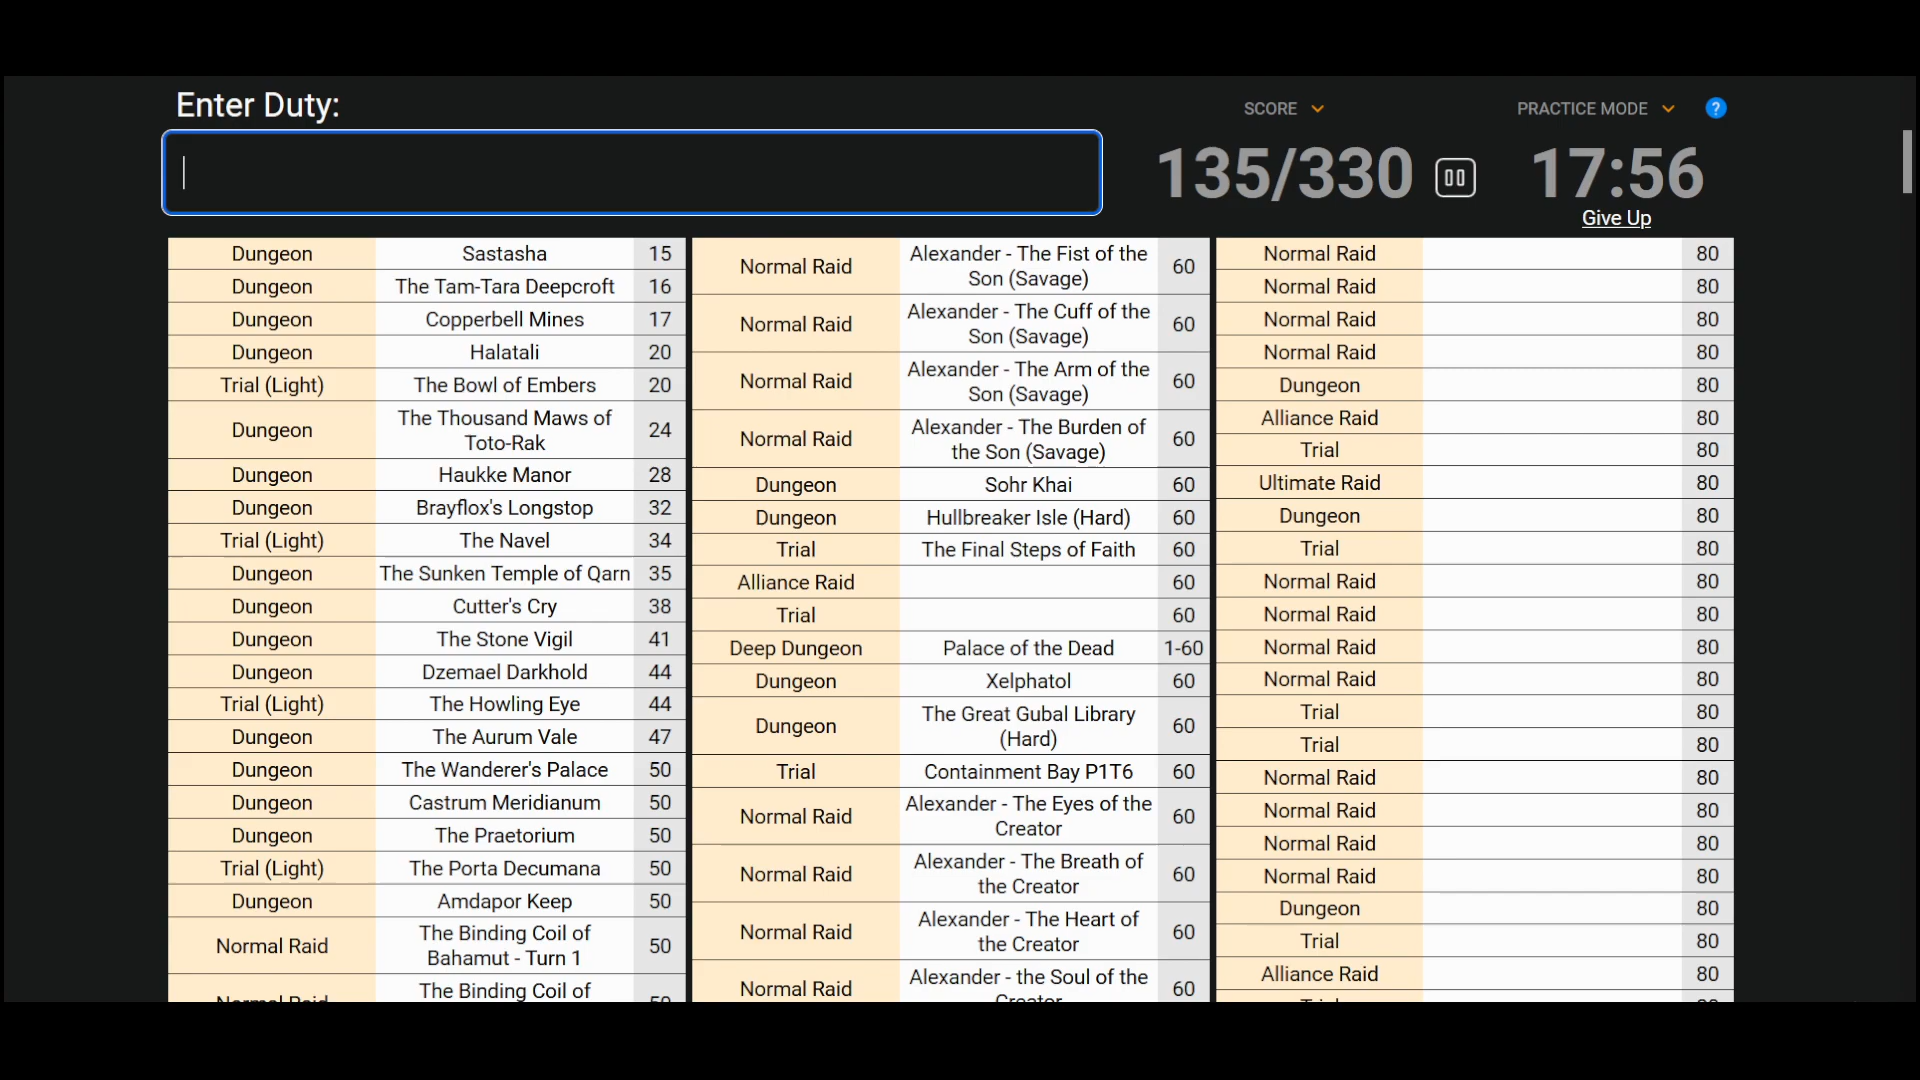 Enter Duty:
SCORE
PRACTICE MODE
?
135/330
17:56
Give Up
Dungeon Sastasha 15
Dungeon The Tam-Tara Deepcroft 16
Dungeon Copperbell Mines 17
Dungeon Halatali 20
Trial (Light) The Bowl of Embers 20
Dungeon The Thousand Maws of
Toto-Rak 24
Dungeon Haukke Manor 28
Dungeon Brayflox's Longstop 32
Trial (Light) The Navel 34
Dungeon The Sunken Temple of Qarn 35
Dungeon Cutter's Cry 38
Dungeon The Stone Vigil 41
Dungeon Dzemael Darkhold 44
Trial (Light) The Howling Eye 44
Dungeon The Aurum Vale 47
Dungeon The Wanderer's Palace 50
Dungeon Castrum Meridianum 50
Dungeon The Praetorium 50
Trial (Light) The Porta Decumana 50
Dungeon Amdapor Keep 50
Normal Raid The Binding Coil of
Bahamut - Turn 1 50
Normal Raid The Binding Coil of 50
Normal Raid Alexander - The Fist of the
Son (Savage) 60
Normal Raid Alexander - The Cuff of the
Son (Savage) 60
Normal Raid Alexander - The Arm of the
Son (Savage) 60
Normal Raid Alexander - The Burden of
the Son (Savage) 60
Dungeon Sohr Khai 60
Dungeon Hullbreaker Isle (Hard) 60
Trial The Final Steps of Faith 60
Alliance Raid 60
Trial 60
Deep Dungeon Palace of the Dead 1-60
Dungeon Xelphatol 60
Dungeon The Great Gubal Library
(Hard) 60
Trial Containment Bay P1T6 60
Normal Raid Alexander - The Eyes of the
Creator 60
Normal Raid Alexander - The Breath of
the Creator 60
Normal Raid Alexander - The Heart of
the Creator 60
Normal Raid Alexander - the Soul of the
Creator 60
Normal Raid 80
Normal Raid 80
Normal Raid 80
Normal Raid 80
Dungeon 80
Alliance Raid 80
Trial 80
Ultimate Raid 80
Dungeon 80
Trial 80
Normal Raid 80
Normal Raid 80
Normal Raid 80
Normal Raid 80
Trial 80
Trial 80
Normal Raid 80
Normal Raid 80
Normal Raid 80
Normal Raid 80
Dungeon 80
Trial 80
Alliance Raid 80